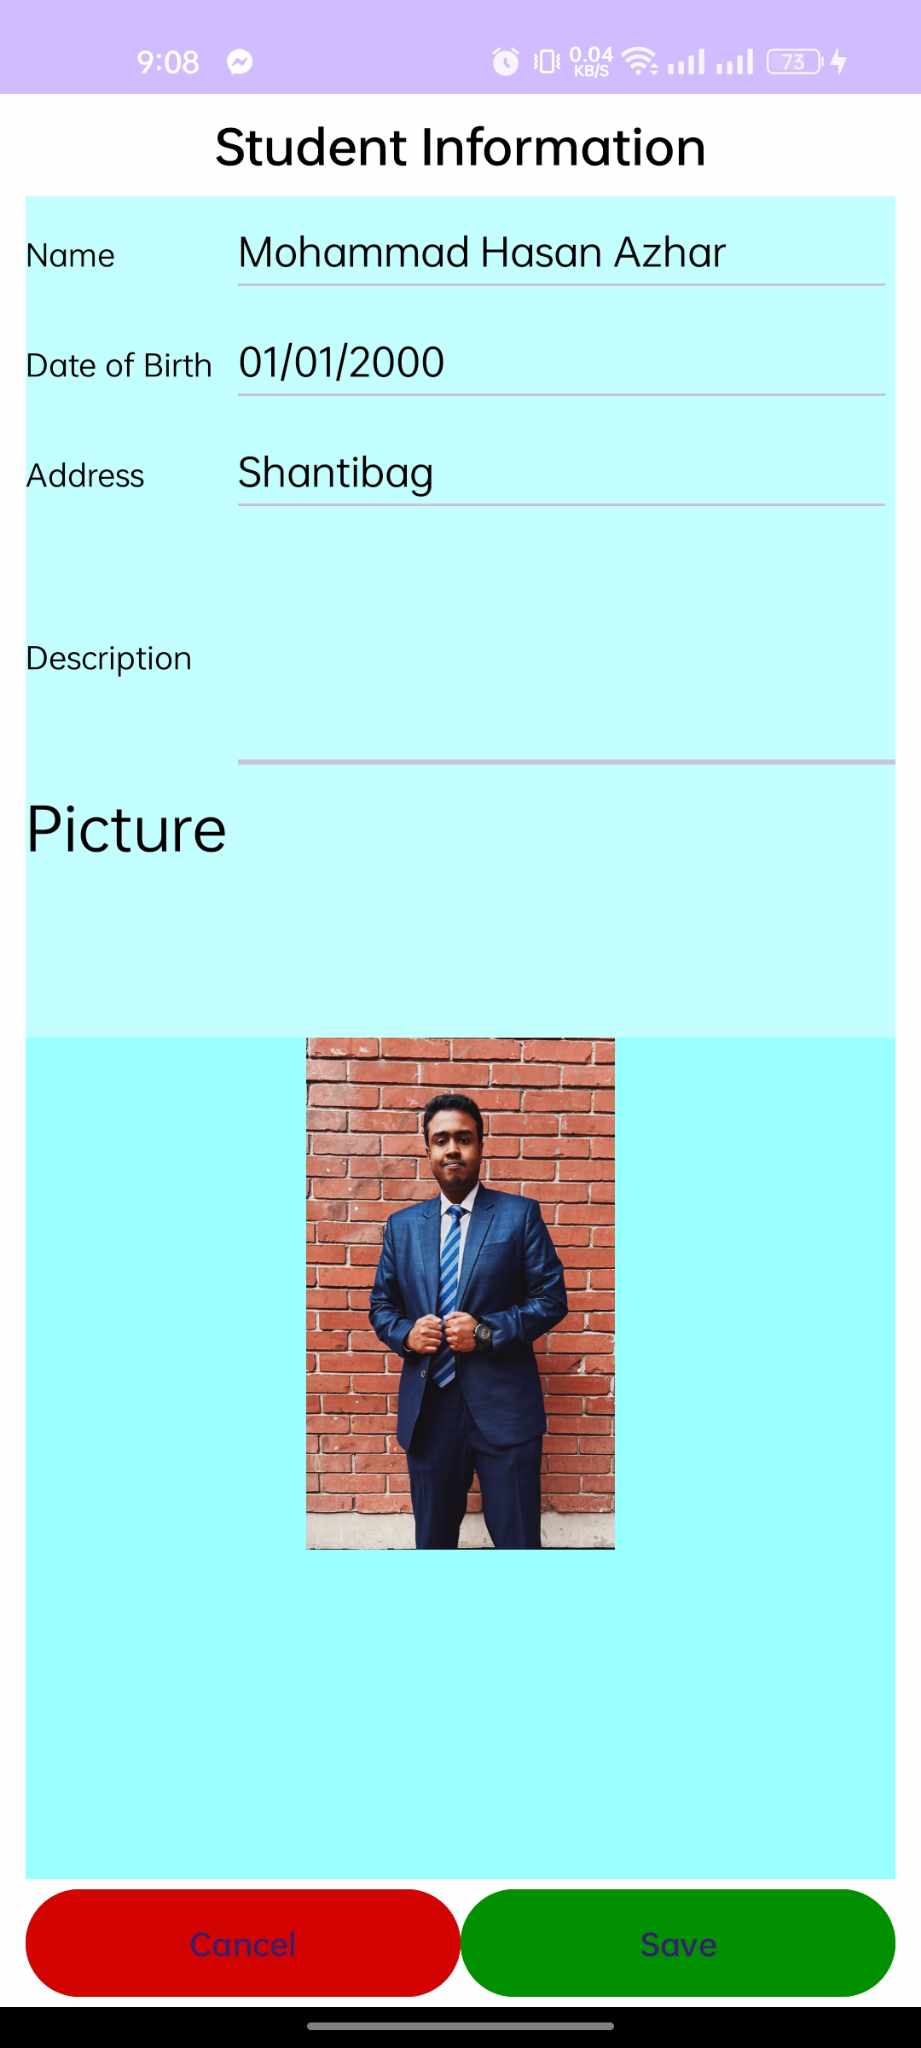 9:08 0.04 KB/S 73
Student Information
Name Mohammad Hasan Azhar
Date of Birth 01/01/2000
Address Shantibag
Description
Picture
Cancel Save